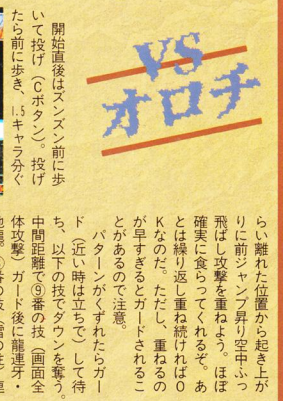 VS
オロチ
開始直後はズンズン前に歩
いて投げ（Cボタン）。投げ
たら前に歩き、1.5キャラ分ぐ
らい離れた位置から起き上が
りに前ジャンプ昇り空中ふっ
飛ばし攻撃を重ねよう。ほぼ
確実に食らってくれるぞ。あ
とは繰り返し重ね続ければO
Kなのだ。ただし、重ねるの
が早すぎるとガードされるこ
とがあるので注意。
パターンがくずれたらガー
ド（近い時は立ちで）して待
ち、以下の技でダウンを奪う。
中間距離で⑨番の技（画面全
体攻撃）ガード後に龍連牙・